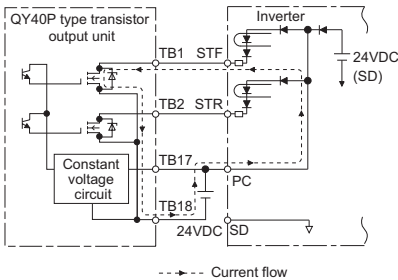 QY40P type transistor
output unit
Inverter
TB1 STF
24VDC
(SD)
TB2 STR
Constant
voltage
circuit
TB17
PC
TB18
24VDC SD
Current flow